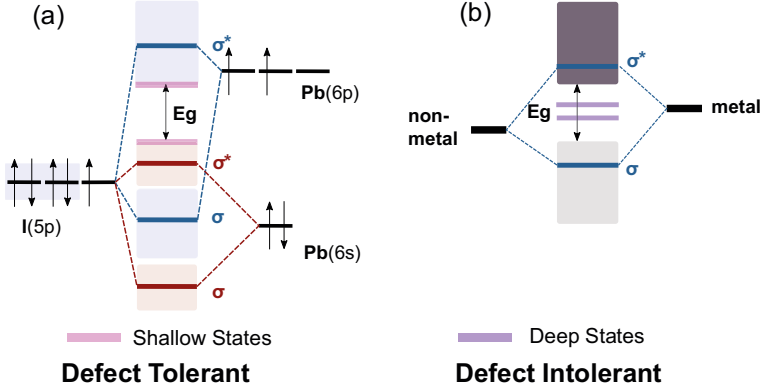 (a)
σ*
Pb(6p)
Eg
σ*
I(5p)
σ
Pb(6s)
σ
Shallow States
Defect Tolerant
(b)
σ*
Eg
non-
metal
metal
σ
Deep States
Defect Intolerant